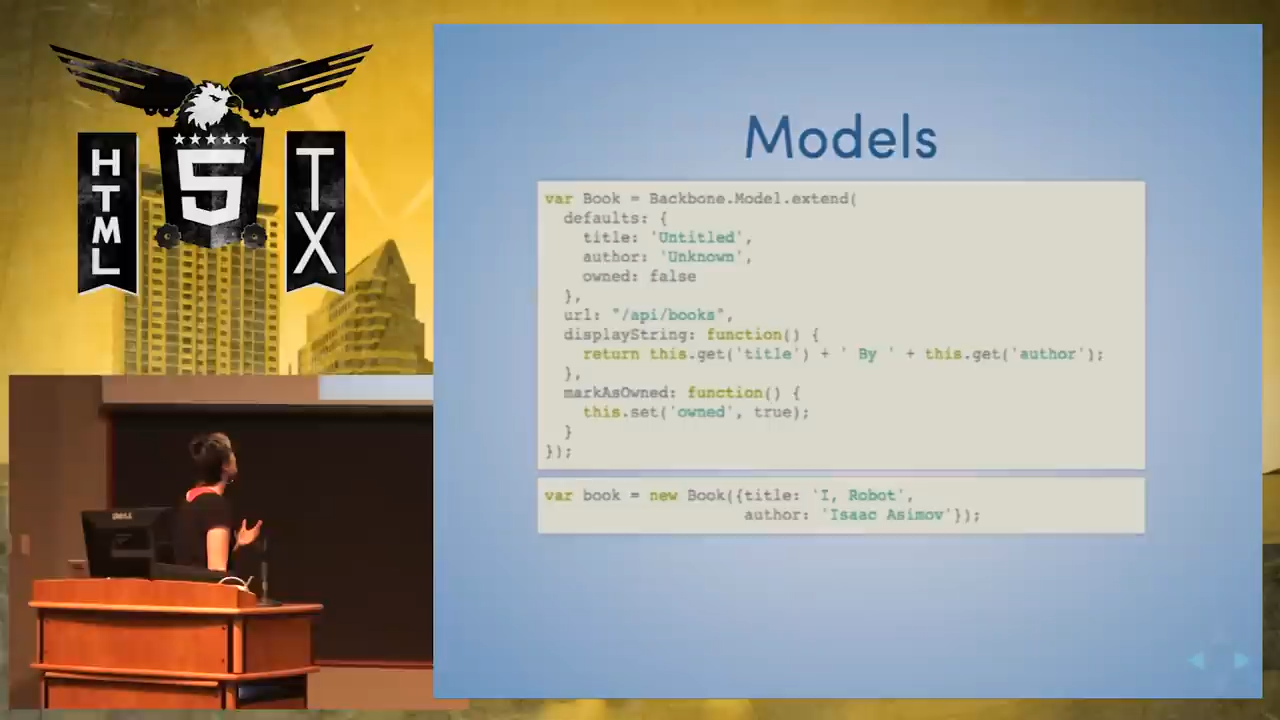 HTML
5
TX
Models
var Book = Backbone.Model.extend(
  defaults: {
    title: 'Untitled',
    author: 'Unknown',
    owned: false
  },
  url: "/api/books",
  displayString: function() {
    return this.get('title') + ' By ' + this.get('author');
  },
  markAsOwned: function() {
    this.set('owned', true);
  }
});
var book = new Book({title: 'I, Robot',
                     author: 'Isaac Asimov'});
DELL